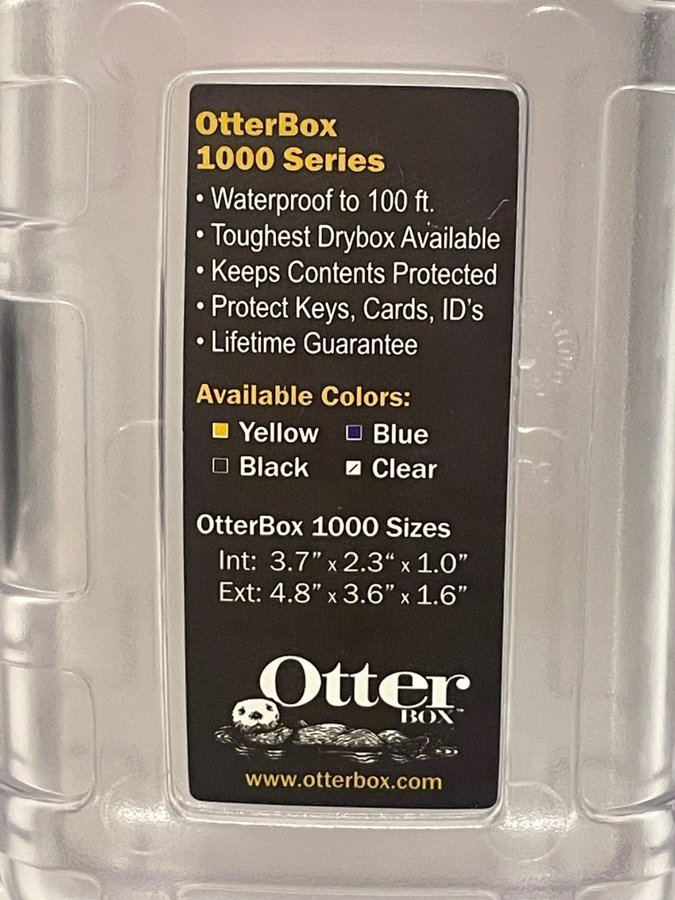 OtterBox
1000 Series
• Waterproof to 100 ft.
• Toughest Drybox Available
• Keeps Contents Protected
• Protect Keys, Cards, ID's
• Lifetime Guarantee
Available Colors:
Yellow Blue
Black Clear
OtterBox 1000 Sizes
Int: 3.7” x 2.3“ x 1.0”
Ext: 4.8” x 3.6” x 1.6”
Otter
BOX™
www.otterbox.com